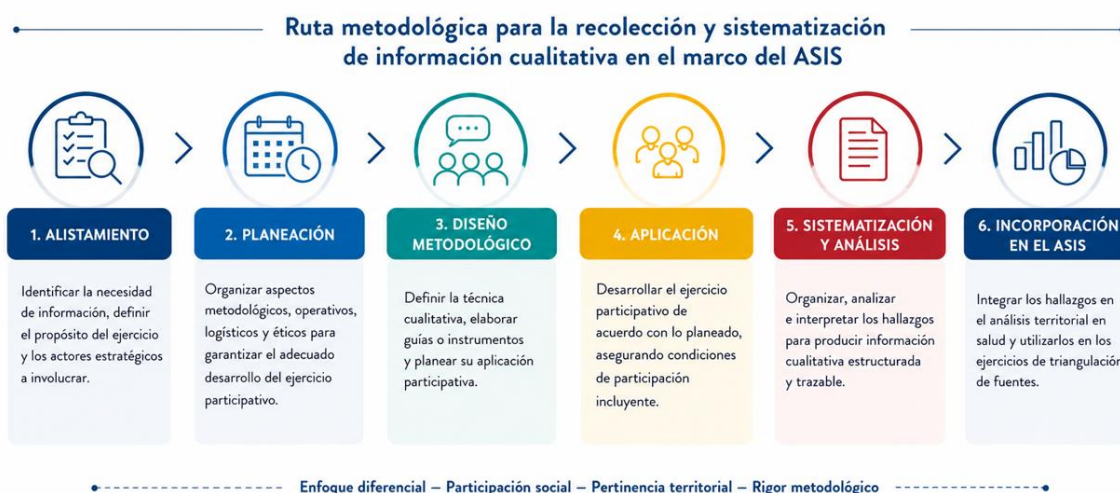 Ruta metodológica para la recolección y sistematización
de información cualitativa en el marco del ASIS
1. ALISTAMIENTO
Identificar la necesidad
de información, definir
el propósito del ejercicio
y los actores estratégicos
a involucrar.
2. PLANEACIÓN
Organizar aspectos
metodológicos, operativos,
logísticos y éticos para
garantizar el adecuado
desarrollo del ejercicio
participativo.
3. DISEÑO
METODOLÓGICO
Definir la técnica
cualitativa, elaborar
guías o instrumentos
y planear su aplicación
participativa.
4. APLICACIÓN
Desarrollar el ejercicio
participativo de
acuerdo con lo planeado,
asegurando condiciones
de participación
incluyente.
5. SISTEMATIZACIÓN
Y ANÁLISIS
Organizar, analizar
e interpretar los hallazgos
para producir información
cualitativa estructurada
y trazable.
6. INCORPORACIÓN
EN EL ASIS
Integrar los hallazgos en
el análisis territorial en
salud y utilizarlos en los
ejercicios de triangulación
de fuentes.
Enfoque diferencial – Participación social – Pertinencia territorial – Rigor metodológico